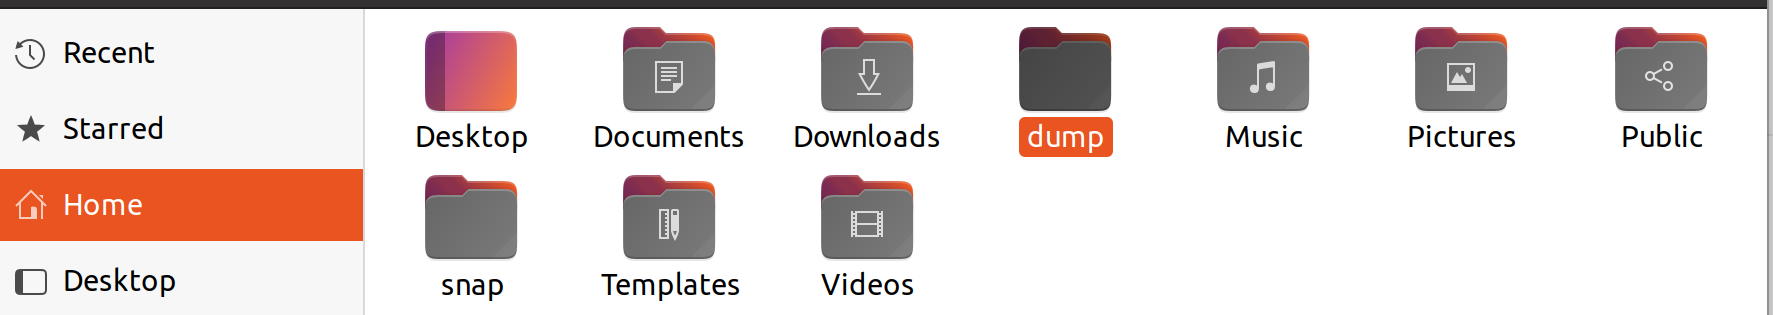 Recent
Starred
Home
Desktop
Desktop Documents Downloads dump Music Pictures Public
snap Templates Videos